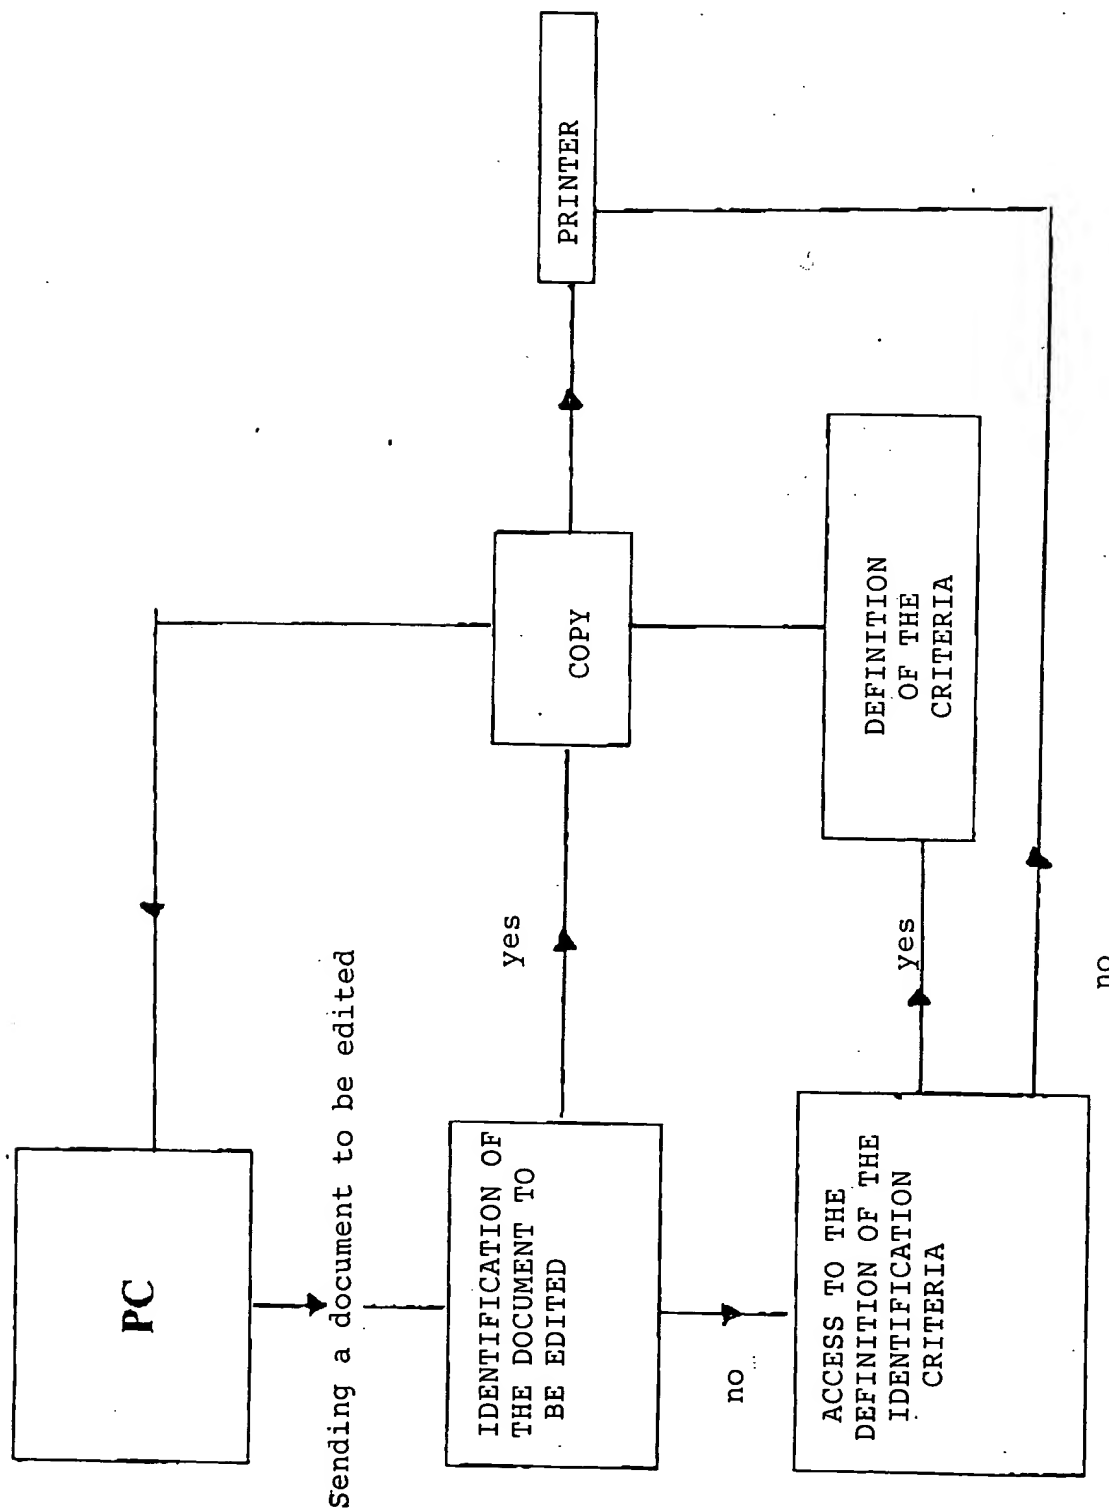 PC
Sending a document to be edited
IDENTIFICATION OF
THE DOCUMENT TO
BE EDITED
yes
no
COPY
PRINTER
ACCESS TO THE
DEFINITION OF THE
IDENTIFICATION
CRITERIA
yes
no
DEFINITION
OF THE
CRITERIA